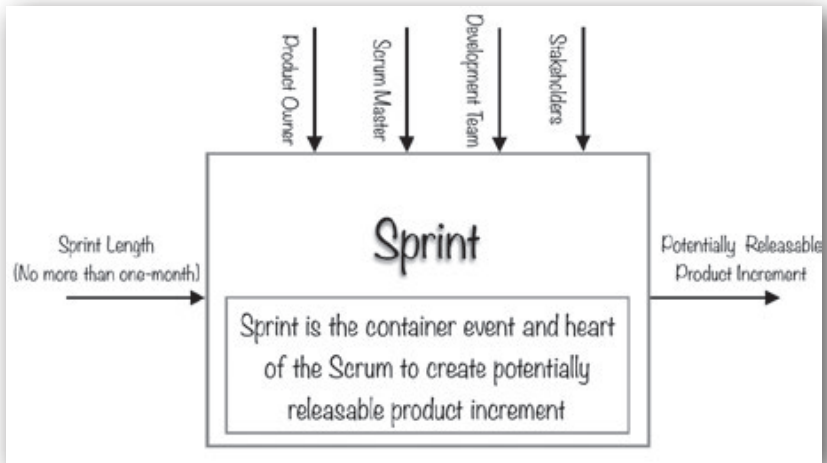 Product Owner
Scrum Master
Development Team
Stakeholders
Sprint Length
(No more than one-month)
Sprint
Potentially Releasable
Product Increment
Sprint is the container event and heart
of the Scrum to create potentially
releasable product increment